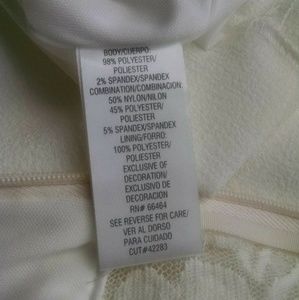 BODY/CUERPO:
98% POLYESTER/
POLIESTER
2% SPANDEX/SPANDEX
COMBINATION/COMBINACION:
50% NYLON/NILON
45% POLYESTER/
POLIESTER
5% SPANDEX/SPANDEX
LINING/FORRO:
100% POLYESTER/
POLIESTER
EXCLUSIVE OF
DECORATION/
EXCLUSIVO DE
DECORACION
RN# 66464
SEE REVERSE FOR CARE/
VER AL DORSO
PARA CUIDADO
CUT#42283